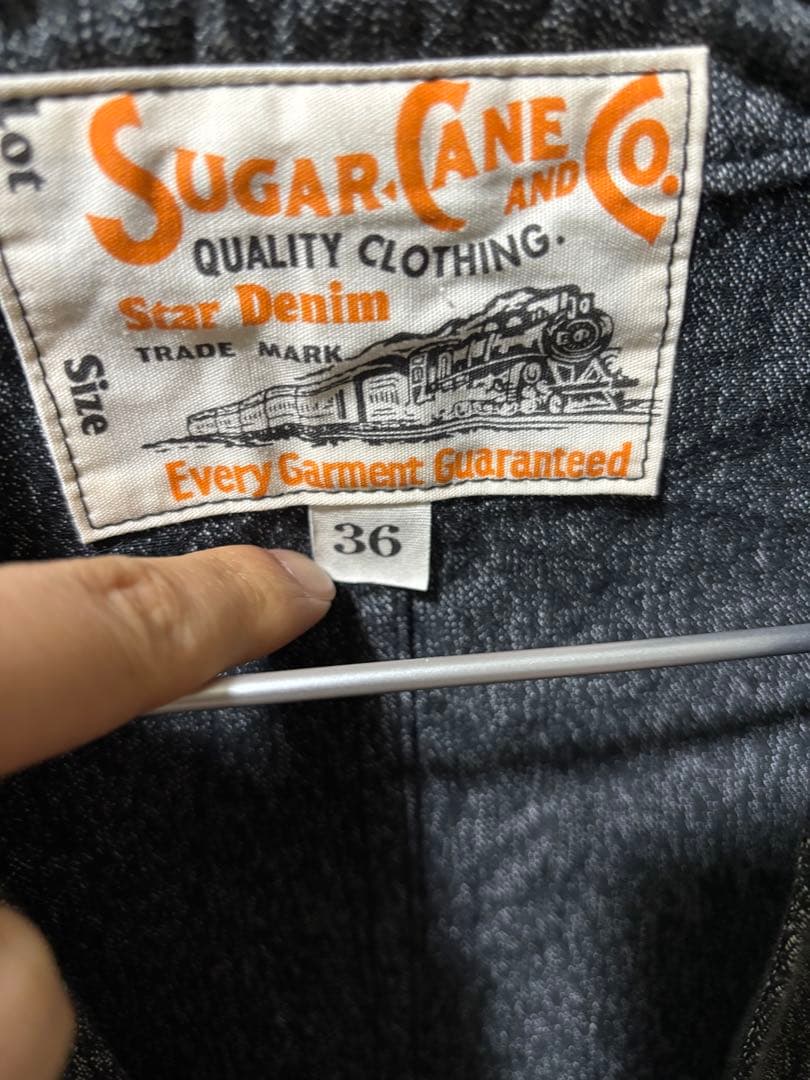 Lot
SUGAR CANE AND CO.
QUALITY CLOTHING.
Star Denim
TRADE MARK
Size
Every Garment Guaranteed
36